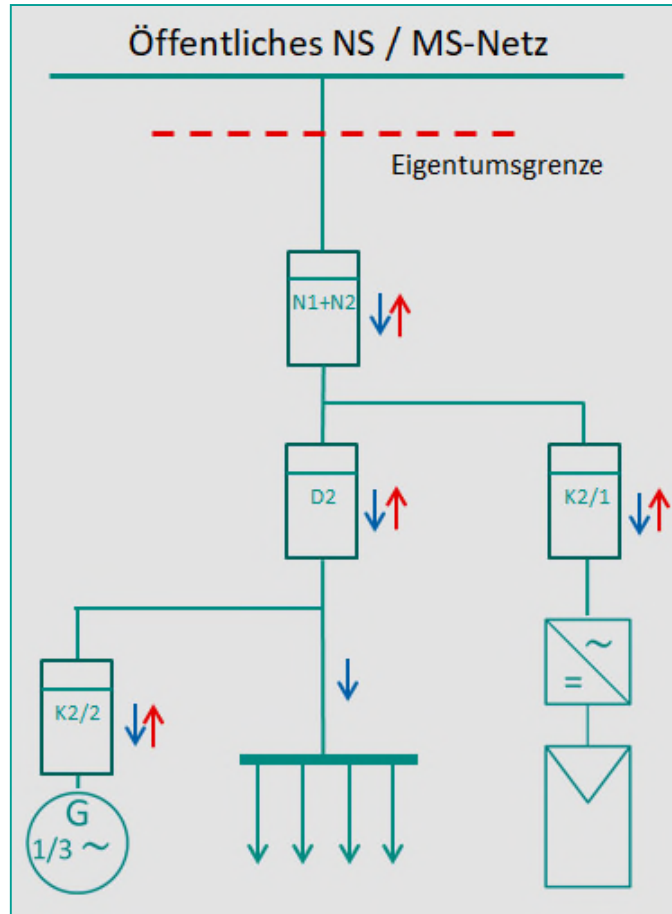 Öffentliches NS / MS-Netz
Eigentumsgrenze
N1+N2
D2
K2/1
K2/2
~
=
G
1/3 ~